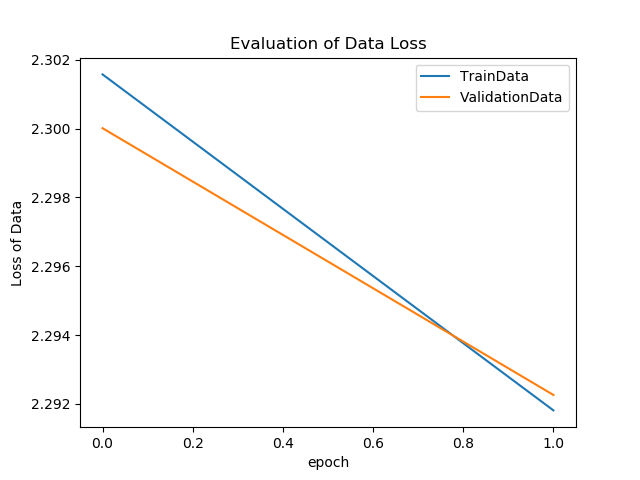 Evaluation of Data Loss
TrainData
ValidationData
Loss of Data
2.302
2.300
2.298
2.296
2.294
2.292
0.0 0.2 0.4 0.6 0.8 1.0
epoch